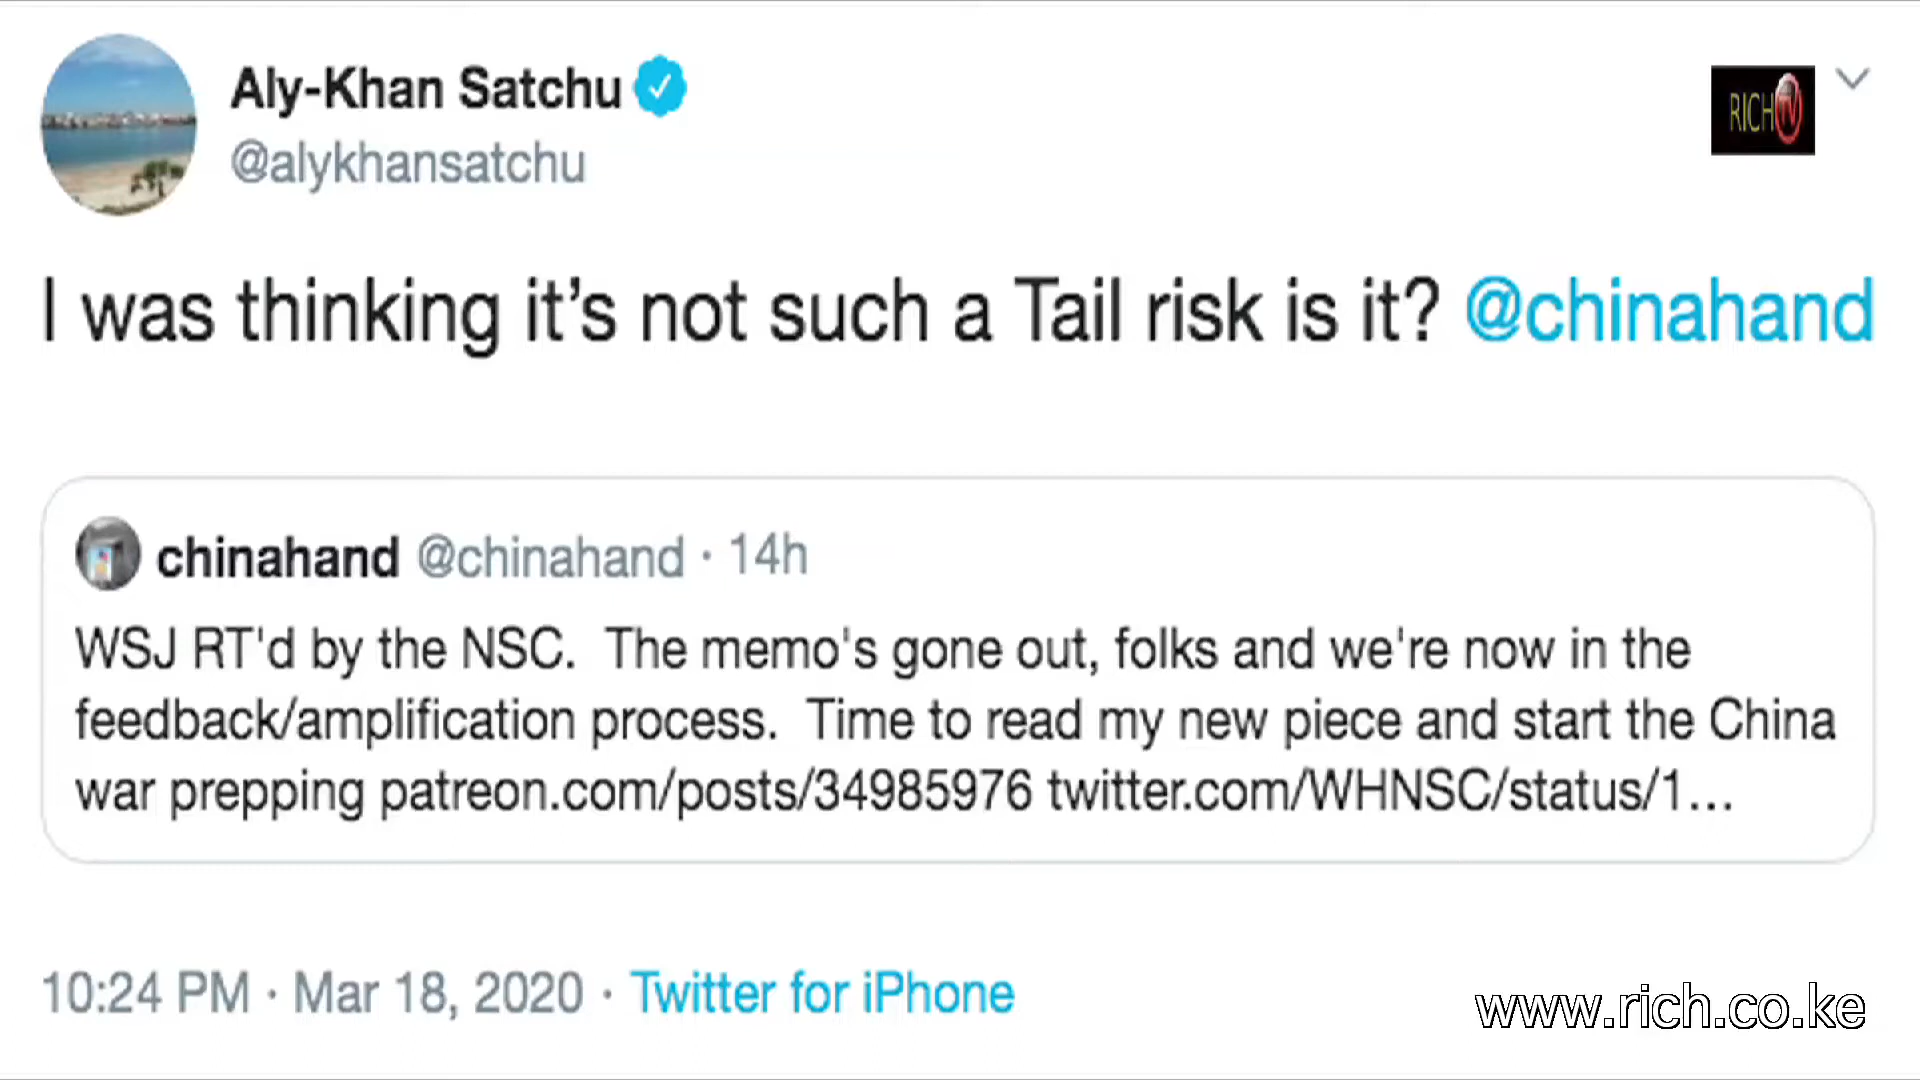 Aly-Khan Satchu
@alykhansatchu
RICH TV
I was thinking it’s not such a Tail risk is it? @chinahand
chinahand @chinahand · 14h
WSJ RT'd by the NSC.  The memo's gone out, folks and we're now in the
feedback/amplification process.  Time to read my new piece and start the China
war prepping patreon.com/posts/34985976 twitter.com/WHNSC/status/1…
10:24 PM · Mar 18, 2020 · Twitter for iPhone
www.rich.co.ke